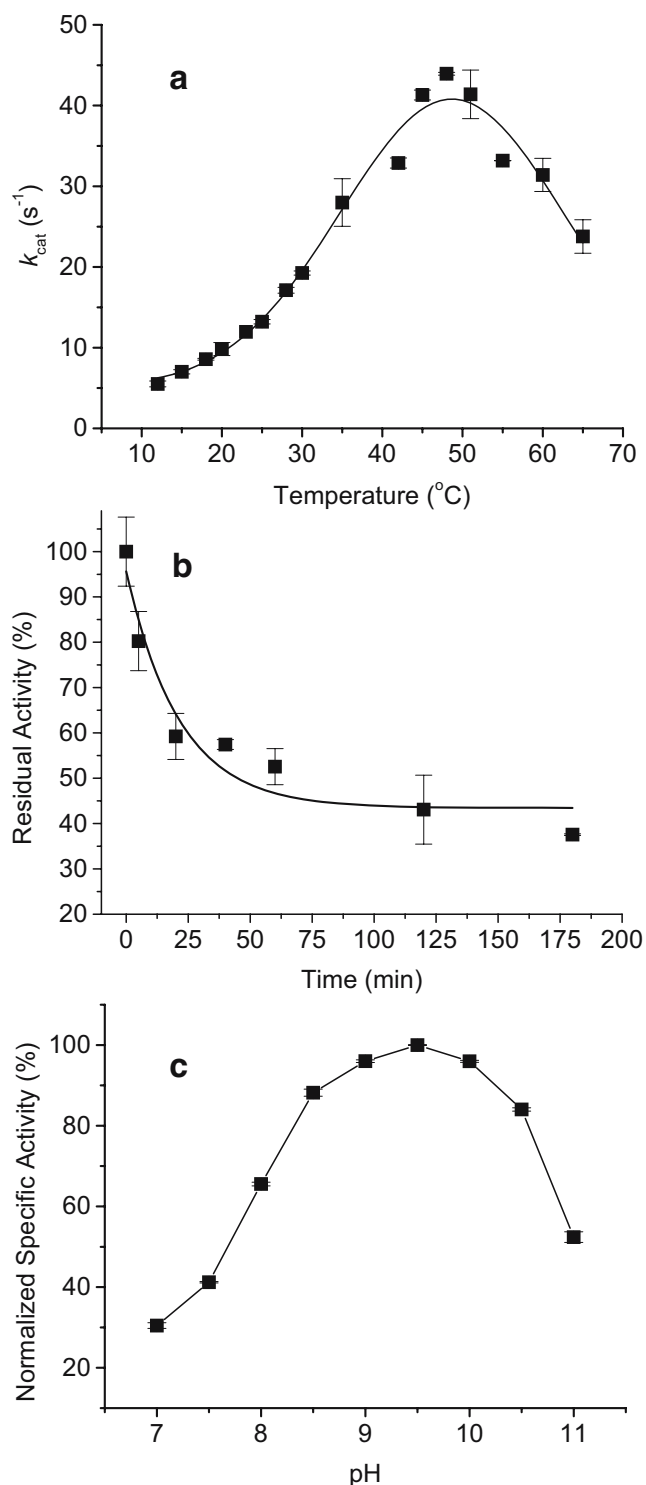 a
50
40
30
20
10
0
k_cat (s⁻¹)
10 20 30 40 50 60 70
Temperature (°C)
b
100
90
80
70
60
50
40
30
20
Residual Activity (%)
0 25 50 75 100 125 150 175 200
Time (min)
c
100
80
60
40
20
Normalized Specific Activity (%)
7 8 9 10 11
pH